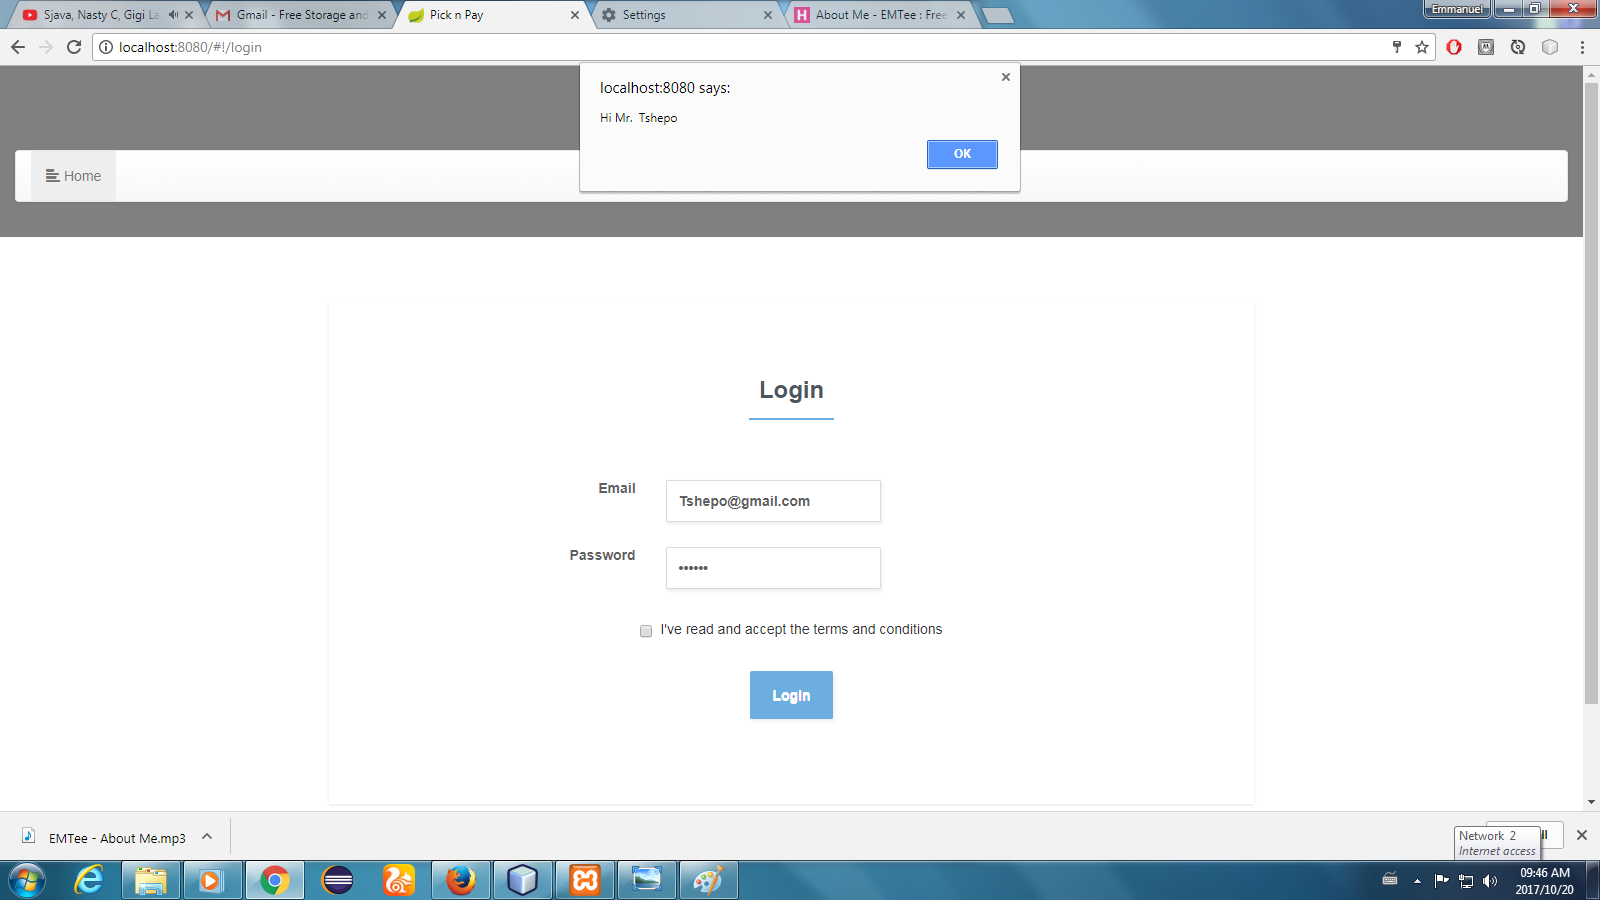 Sjava, Nasty C, Gigi La
Gmail - Free Storage and
Pick n Pay
Settings
About Me - EMTee : Free
Emmanuel
localhost:8080/#!/login
localhost:8080 says:
Hi Mr.  Tshepo
OK
Home
Login
Email
Tshepo@gmail.com
Password
••••••
I've read and accept the terms and conditions
Login
EMTee - About Me.mp3
Network 2
Internet access
09:46 AM
2017/10/20